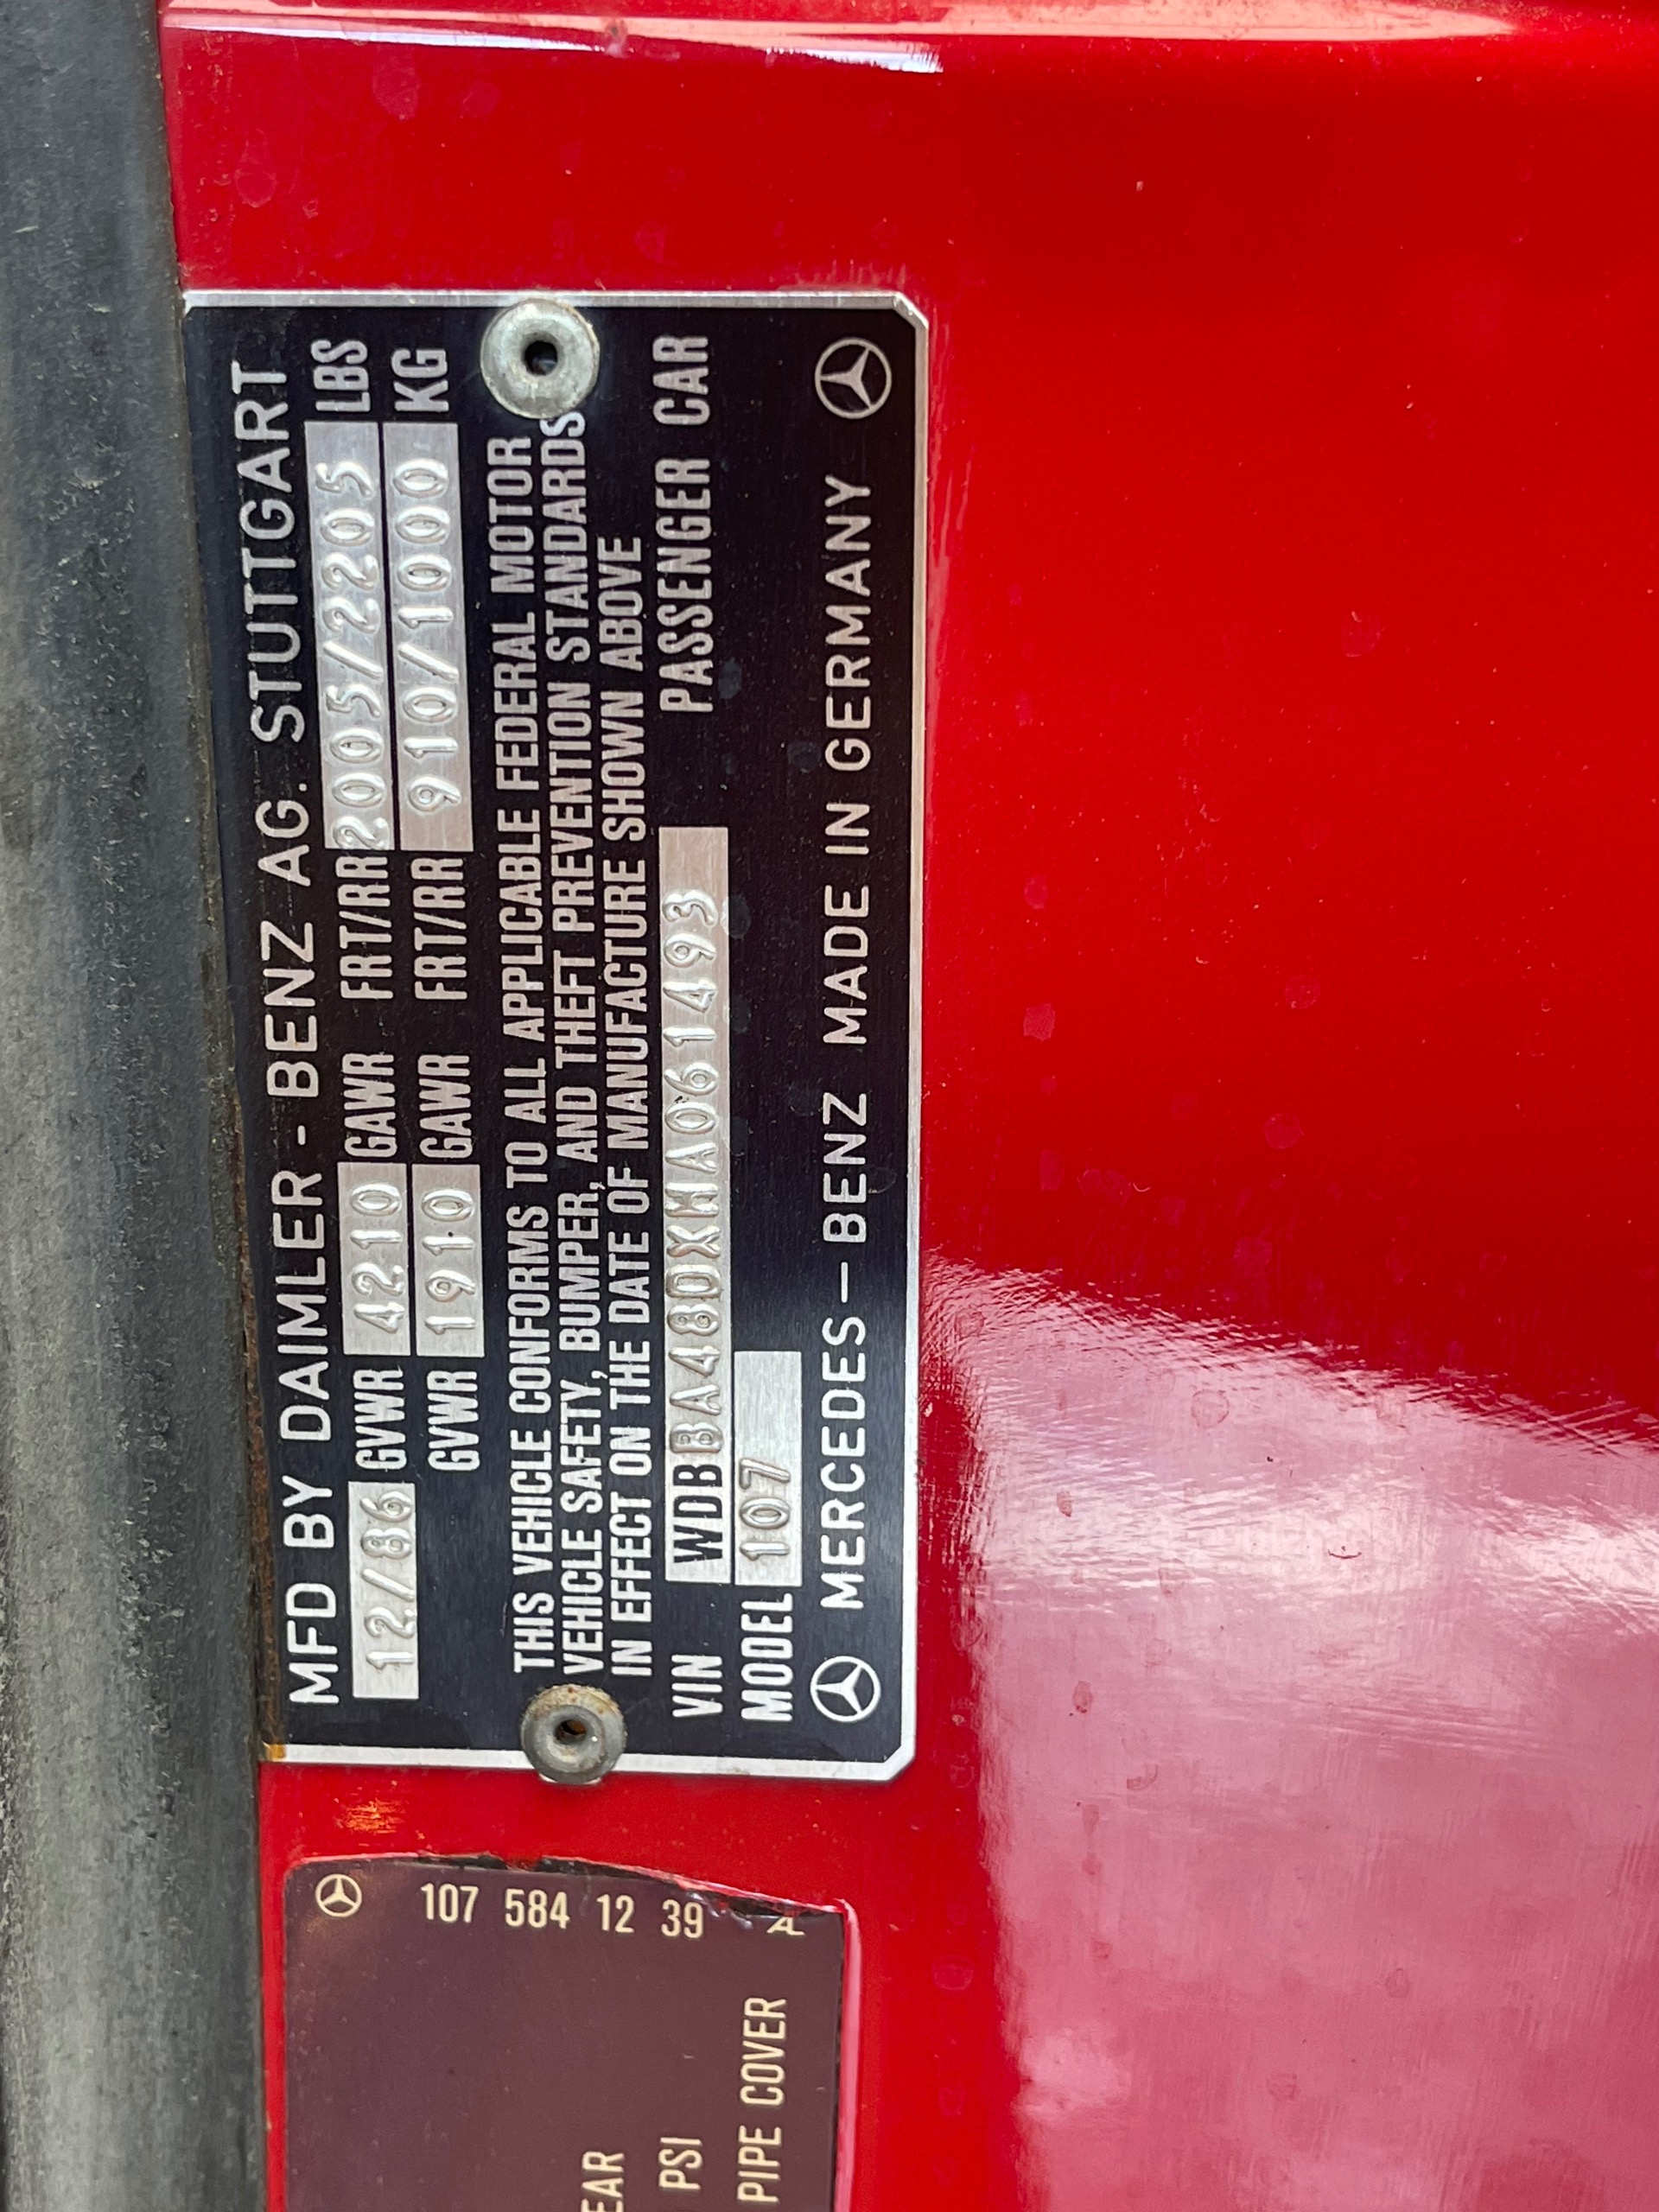 MFD BY DAIMLER - BENZ AG. STUTTGART
12/86 GVWR 4210 GAWR FRT/RR 2005/2205 LBS
GVWR 1910 GAWR FRT/RR 910/1000 KG
THIS VEHICLE CONFORMS TO ALL APPLICABLE FEDERAL MOTOR
VEHICLE SAFETY, BUMPER, AND THEFT PREVENTION STANDARDS
IN EFFECT ON THE DATE OF MANUFACTURE SHOWN ABOVE
VIN WDBBA48DXHA061493 PASSENGER CAR
MODEL 107
MERCEDES – BENZ MADE IN GERMANY
107 584 12 39 A
EAR
PSI
PIPE COVER